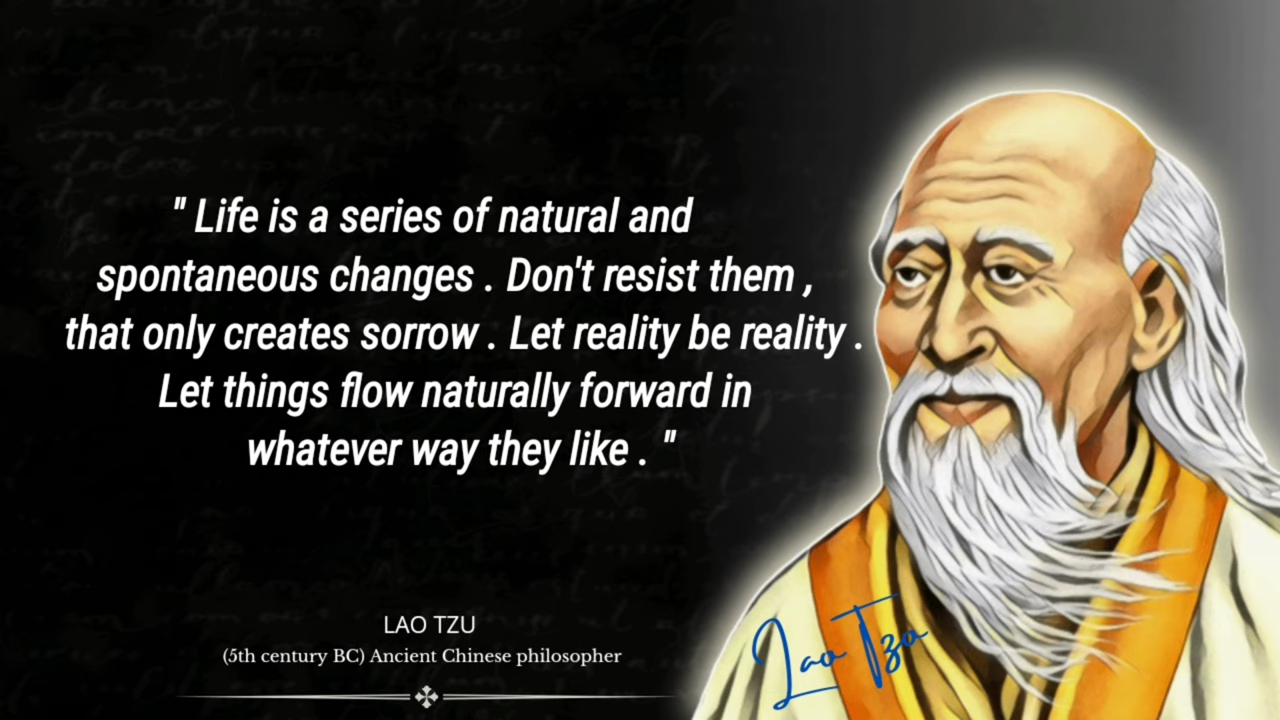 " Life is a series of natural and
spontaneous changes . Don't resist them ,
that only creates sorrow . Let reality be reality .
Let things flow naturally forward in
whatever way they like . "
LAO TZU
(5th century BC) Ancient Chinese philosopher
Lao Tza